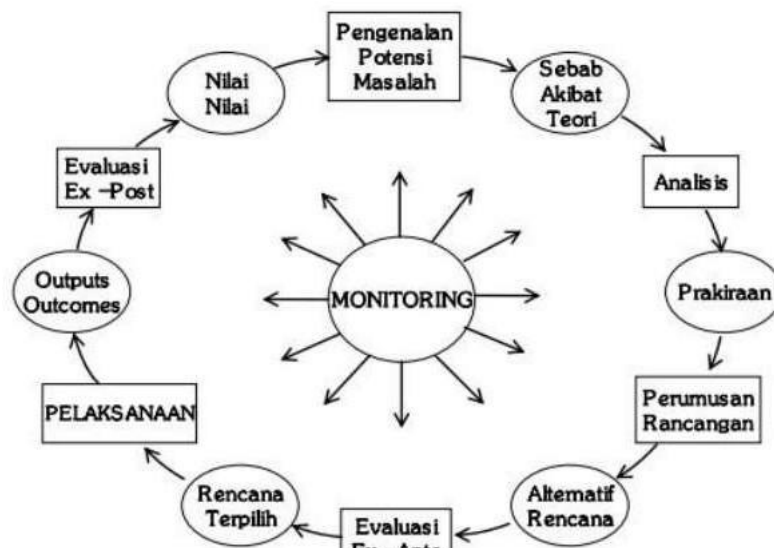 Pengenalan
Potensi
Masalah
Sebab
Akibat
Teori
Analisis
Prakiraan
Perumusan
Rancangan
Alternatif
Rencana
Evaluasi
Rencana
Terpilih
PELAKSANAAN
Outputs
Outcomes
Evaluasi
Ex –Post
Nilai
Nilai
MONITORING